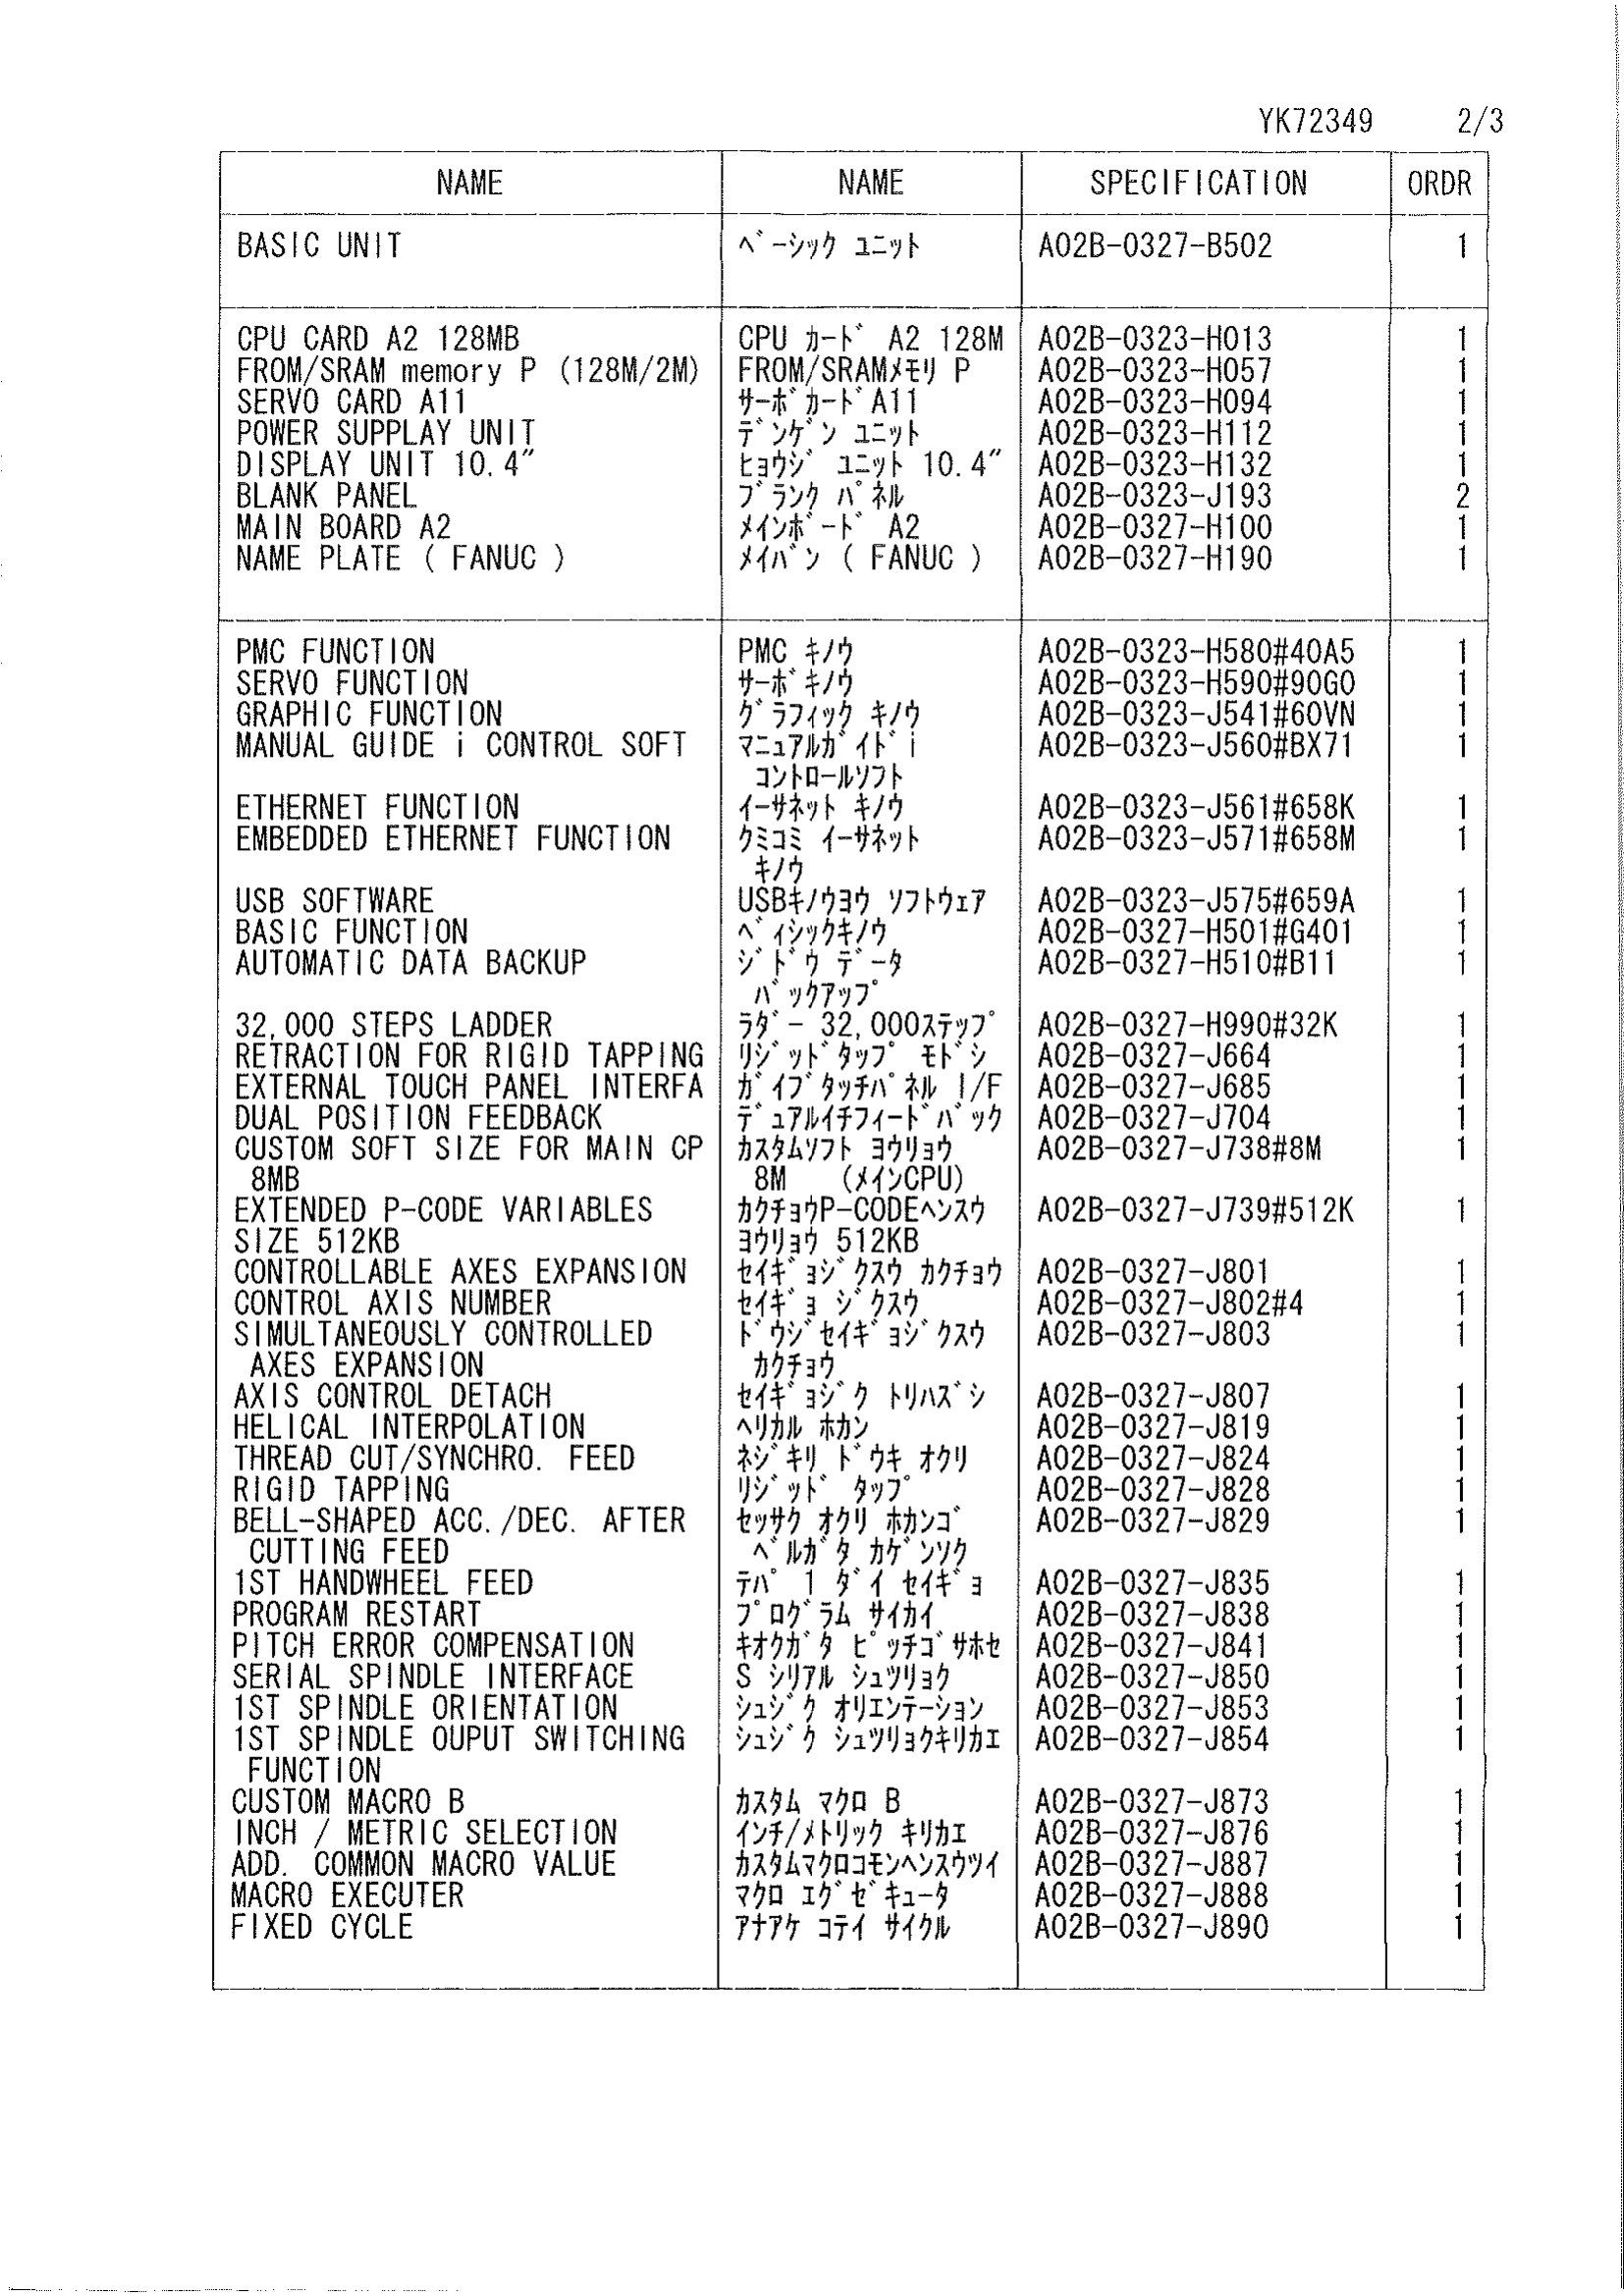 YK72349 2/3
NAME NAME SPECIFICATION ORDR
BASIC UNIT ﾍﾞｰｼｯｸ ﾕﾆｯﾄ A02B-0327-B502 1
CPU CARD A2 128MB CPU ｶｰﾄﾞ A2 128M A02B-0323-H013 1
FROM/SRAM memory P (128M/2M) FROM/SRAMﾒﾓﾘ P A02B-0323-H057 1
SERVO CARD A11 ｻｰﾎﾞｶｰﾄﾞA11 A02B-0323-H094 1
POWER SUPPLAY UNIT ﾃﾞﾝｹﾞﾝ ﾕﾆｯﾄ A02B-0323-H112 1
DISPLAY UNIT 10.4″ ﾋｮｳｼﾞ ﾕﾆｯﾄ 10.4″ A02B-0323-H132 1
BLANK PANEL ﾌﾞﾗﾝｸ ﾊﾟﾈﾙ A02B-0323-J193 2
MAIN BOARD A2 ﾒｲﾝﾎﾞｰﾄﾞ A2 A02B-0327-H100 1
NAME PLATE ( FANUC ) ﾒｲﾊﾞﾝ ( FANUC ) A02B-0327-H190 1
PMC FUNCTION PMC ｷﾉｳ A02B-0323-H580#40A5 1
SERVO FUNCTION ｻｰﾎﾞｷﾉｳ A02B-0323-H590#90G0 1
GRAPHIC FUNCTION ｸﾞﾗﾌｨｯｸ ｷﾉｳ A02B-0323-J541#60VN 1
MANUAL GUIDE i CONTROL SOFT ﾏﾆｭｱﾙｶﾞｲﾄﾞi A02B-0323-J560#BX71 1
ｺﾝﾄﾛｰﾙｿﾌﾄ
ETHERNET FUNCTION ｲｰｻﾈｯﾄ ｷﾉｳ A02B-0323-J561#658K 1
EMBEDDED ETHERNET FUNCTION ｸﾐｺﾐ ｲｰｻﾈｯﾄ A02B-0323-J571#658M 1
ｷﾉｳ
USB SOFTWARE USBｷﾉｳﾖｳ ｿﾌﾄｳｪｱ A02B-0323-J575#659A 1
BASIC FUNCTION ﾍﾞｨｼｯｸｷﾉｳ A02B-0327-H501#G401 1
AUTOMATIC DATA BACKUP ｼﾞﾄﾞｳ ﾃﾞｰﾀ A02B-0327-H510#B11 1
ﾊﾞｯｸｱｯﾌﾟ
32,000 STEPS LADDER ﾗﾀﾞｰ 32,000ｽﾃｯﾌﾟ A02B-0327-H990#32K 1
RETRACTION FOR RIGID TAPPING ﾘｼﾞｯﾄﾞﾀｯﾌﾟ ﾓﾄﾞｼ A02B-0327-J664 1
EXTERNAL TOUCH PANEL INTERFA ｶﾞｲﾌﾞﾀｯﾁﾊﾟﾈﾙ I/F A02B-0327-J685 1
DUAL POSITION FEEDBACK ﾃﾞｭｱﾙｲﾁﾌｨｰﾄﾞﾊﾞｯｸ A02B-0327-J704 1
CUSTOM SOFT SIZE FOR MAIN CP ｶｽﾀﾑｿﾌﾄ ﾖｳﾘｮｳ A02B-0327-J738#8M 1
8MB 8M (ﾒｲﾝCPU)
EXTENDED P-CODE VARIABLES ｶｸﾁｮｳP-CODEﾍﾝｽｳ A02B-0327-J739#512K 1
SIZE 512KB ﾖｳﾘｮｳ 512KB
CONTROLLABLE AXES EXPANSION ｾｲｷﾞｮｼﾞｸｽｳ ｶｸﾁｮｳ A02B-0327-J801 1
CONTROL AXIS NUMBER ｾｲｷﾞｮ ｼﾞｸｽｳ A02B-0327-J802#4 1
SIMULTANEOUSLY CONTROLLED ﾄﾞｳｼﾞｾｲｷﾞｮｼﾞｸｽｳ A02B-0327-J803 1
AXES EXPANSION ｶｸﾁｮｳ
AXIS CONTROL DETACH ｾｲｷﾞｮｼﾞｸ ﾄﾘﾊｽﾞｼ A02B-0327-J807 1
HELICAL INTERPOLATION ﾍﾘｶﾙ ﾎｶﾝ A02B-0327-J819 1
THREAD CUT/SYNCHRO. FEED ﾈｼﾞｷﾘ ﾄﾞｳｷ ｵｸﾘ A02B-0327-J824 1
RIGID TAPPING ﾘｼﾞｯﾄﾞ ﾀｯﾌﾟ A02B-0327-J828 1
BELL-SHAPED ACC./DEC. AFTER ｾｯｻｸ ｵｸﾘ ﾎｶﾝｺﾞ A02B-0327-J829 1
CUTTING FEED ﾍﾞﾙｶﾞﾀ ｶｹﾞﾝｿｸ
1ST HANDWHEEL FEED ﾃﾊﾟ 1 ﾀﾞｲ ｾｲｷﾞｮ A02B-0327-J835 1
PROGRAM RESTART ﾌﾟﾛｸﾞﾗﾑ ｻｲｶｲ A02B-0327-J838 1
PITCH ERROR COMPENSATION ｷｵｸｶﾞﾀ ﾋﾟｯﾁｺﾞｻﾎｾ A02B-0327-J841 1
SERIAL SPINDLE INTERFACE S ｼﾘｱﾙ ｼｭﾂﾘｮｸ A02B-0327-J850 1
1ST SPINDLE ORIENTATION ｼｭｼﾞｸ ｵﾘｴﾝﾃｰｼｮﾝ A02B-0327-J853 1
1ST SPINDLE OUPUT SWITCHING ｼｭｼﾞｸ ｼｭﾂﾘｮｸｷﾘｶｴ A02B-0327-J854 1
FUNCTION
CUSTOM MACRO B ｶｽﾀﾑ ﾏｸﾛ B A02B-0327-J873 1
INCH / METRIC SELECTION ｲﾝﾁ/ﾒﾄﾘｯｸ ｷﾘｶｴ A02B-0327-J876 1
ADD. COMMON MACRO VALUE ｶｽﾀﾑﾏｸﾛｺﾓﾝﾍﾝｽｳﾂｲ A02B-0327-J887 1
MACRO EXECUTER ﾏｸﾛ ｴｸﾞｾﾞｷｭｰﾀ A02B-0327-J888 1
FIXED CYCLE ｱﾅｱｹ ｺﾃｲ ｻｲｸﾙ A02B-0327-J890 1